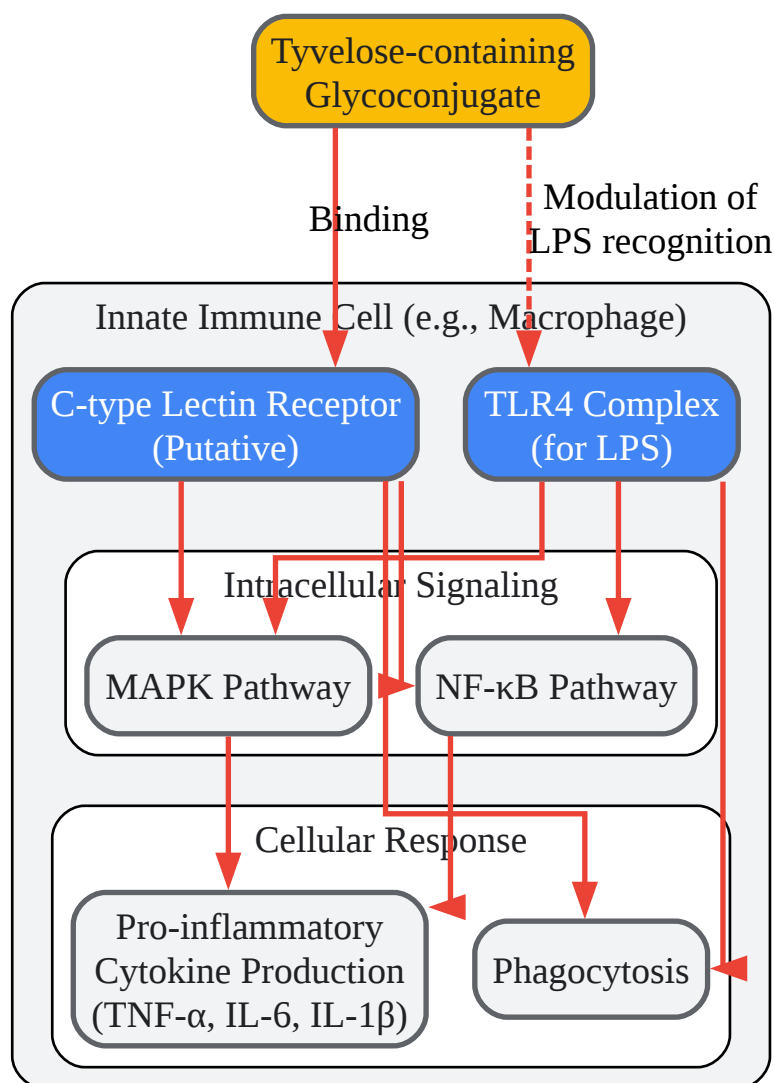 Tyvelose-containing
Glycoconjugate
Binding
Modulation of
LPS recognition
Innate Immune Cell (e.g., Macrophage)
C-type Lectin Receptor
(Putative)
TLR4 Complex
(for LPS)
Intracellular Signaling
MAPK Pathway
NF-κB Pathway
Cellular Response
Pro-inflammatory
Cytokine Production
(TNF-α, IL-6, IL-1β)
Phagocytosis